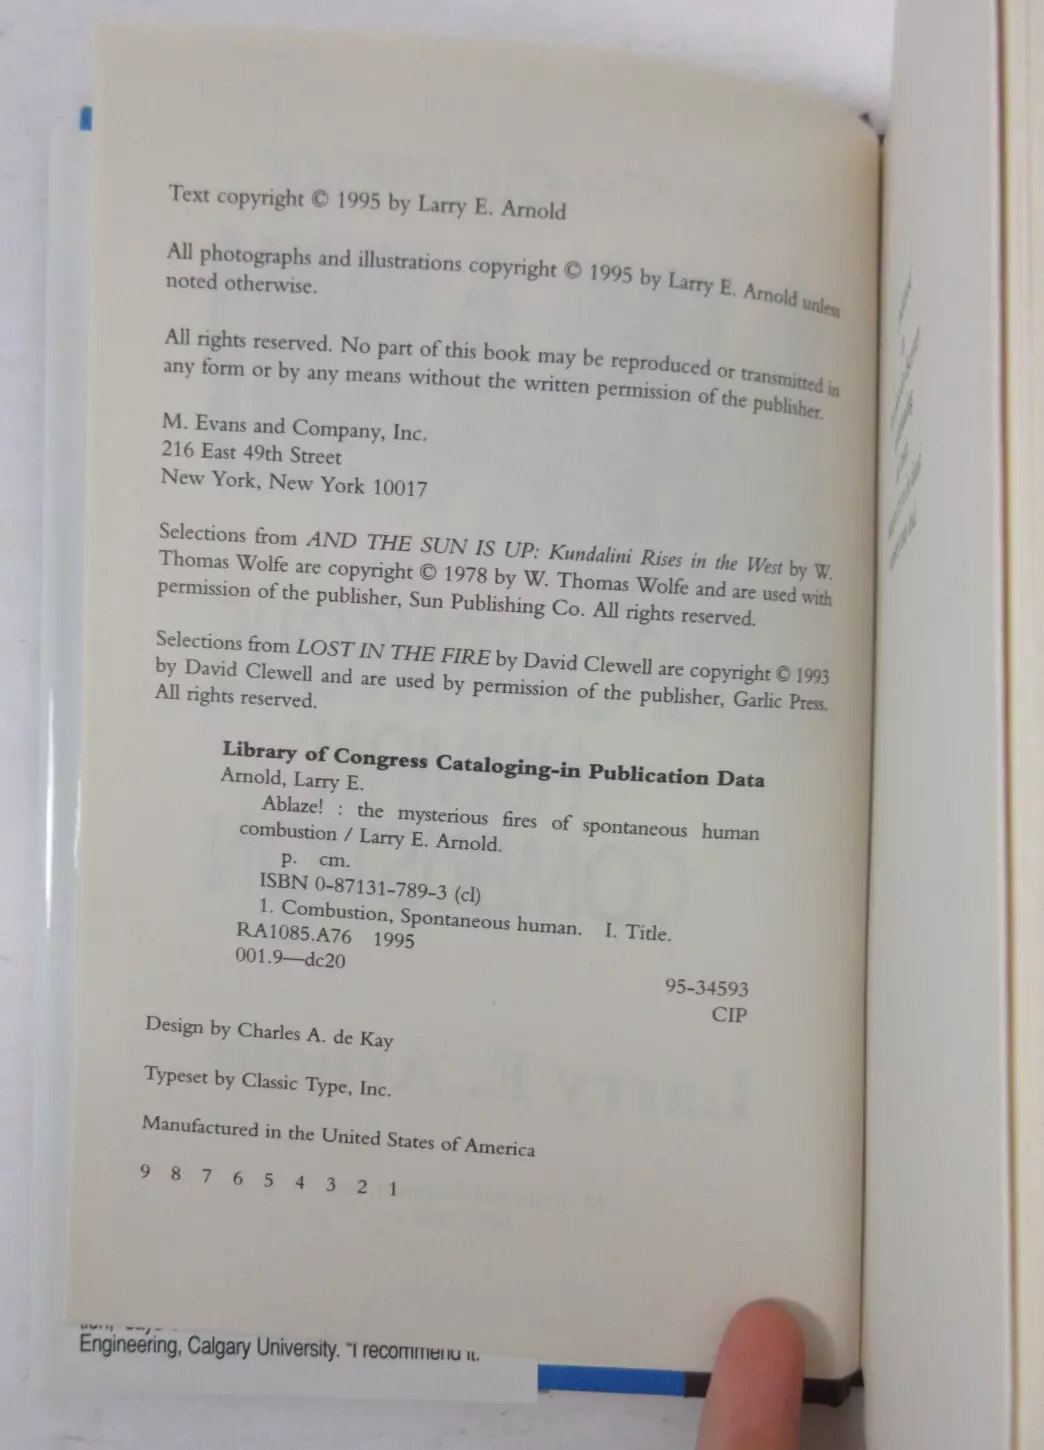 Text copyright © 1995 by Larry E. Arnold
All photographs and illustrations copyright © 1995 by Larry E. Arnold unless
noted otherwise.
All rights reserved. No part of this book may be reproduced or transmitted in
any form or by any means without the written permission of the publisher.
M. Evans and Company, Inc.
216 East 49th Street
New York, New York 10017
Selections from AND THE SUN IS UP: Kundalini Rises in the West by W.
Thomas Wolfe are copyright © 1978 by W. Thomas Wolfe and are used with
permission of the publisher, Sun Publishing Co. All rights reserved.
Selections from LOST IN THE FIRE by David Clewell are copyright © 1993
by David Clewell and are used by permission of the publisher, Garlic Press.
All rights reserved.
Library of Congress Cataloging-in Publication Data
Arnold, Larry E.
Ablaze! : the mysterious fires of spontaneous human
combustion / Larry E. Arnold.
p. cm.
ISBN 0-87131-789-3 (cl)
1. Combustion, Spontaneous human. I. Title.
RA1085.A76 1995
001.9—dc20
95-34593
CIP
Design by Charles A. de Kay
Typeset by Classic Type, Inc.
Manufactured in the United States of America
9 8 7 6 5 4 3 2 1
Engineering, Calgary University. "I recommend it.